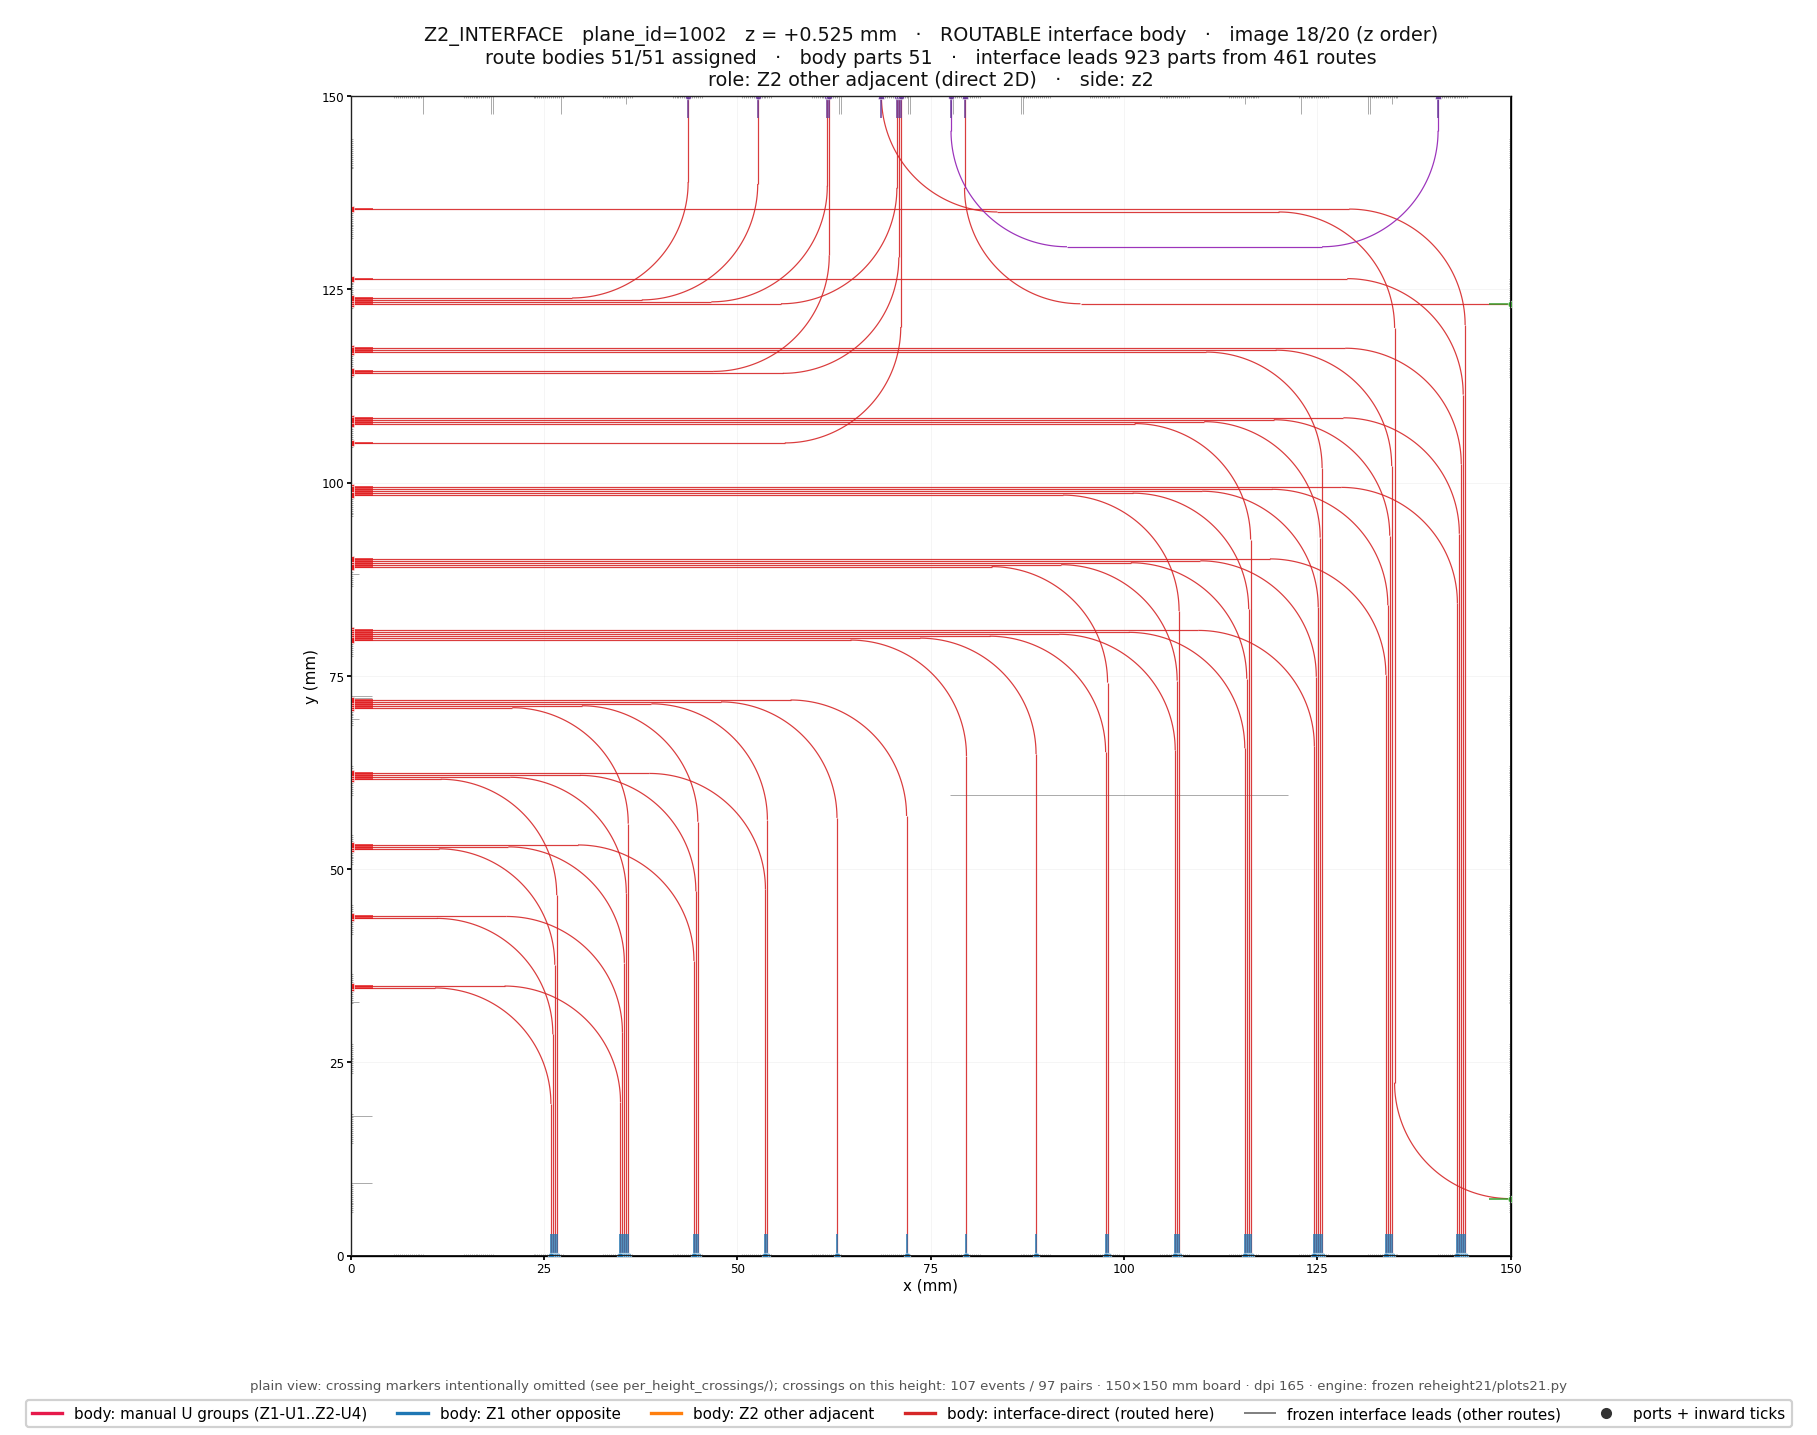 Z2_INTERFACE   plane_id=1002   z = +0.525 mm   ·   ROUTABLE interface body   ·   image 18/20 (z order)
route bodies 51/51 assigned   ·   body parts 51   ·   interface leads 923 parts from 461 routes
role: Z2 other adjacent (direct 2D)   ·   side: z2
150
125
100
75
50
25
0
y (mm)
0 25 50 75 100 125 150
x (mm)
plain view: crossing markers intentionally omitted (see per_height_crossings/); crossings on this height: 107 events / 97 pairs · 150×150 mm board · dpi 165 · engine: frozen reheight21/plots21.py
body: manual U groups (Z1-U1..Z2-U4) body: Z1 other opposite body: Z2 other adjacent body: interface-direct (routed here) frozen interface leads (other routes) ports + inward ticks